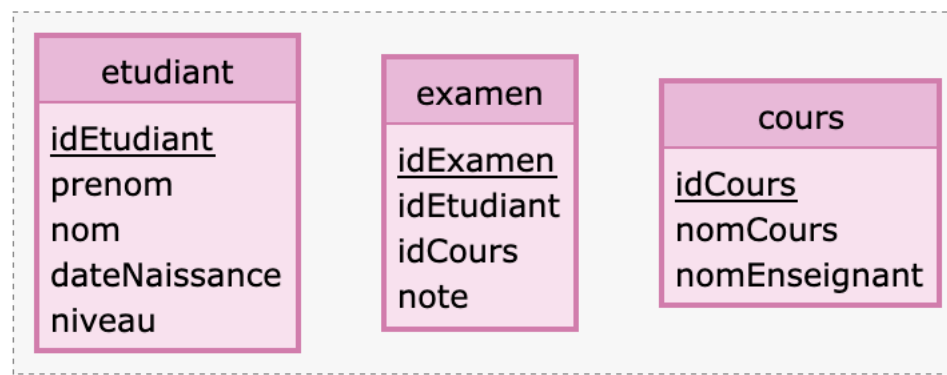 etudiant
idEtudiant
prenom
nom
dateNaissance
niveau
examen
idExamen
idEtudiant
idCours
note
cours
idCours
nomCours
nomEnseignant